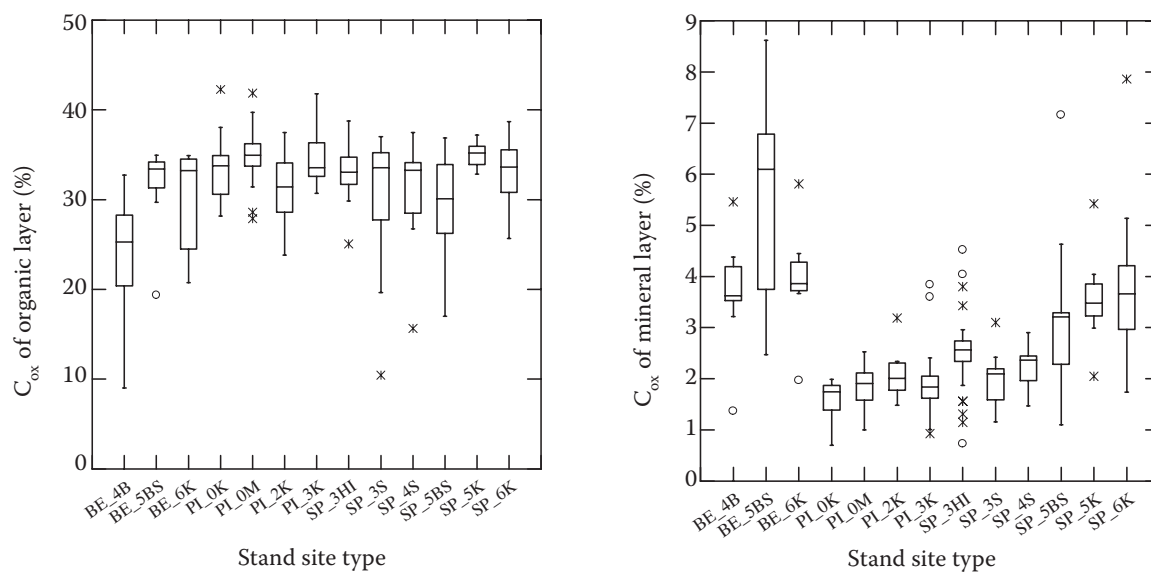 50
40
30
20
10
0
C_ox of organic layer (%)
BE_4B
BE_5BS
BE_6K
PI_0K
PI_0M
PI_2K
PI_3K
SP_3HI
SP_3S
SP_4S
SP_5BS
SP_5K
SP_6K
Stand site type
9
8
7
6
5
4
3
2
1
0
C_ox of mineral layer (%)
BE_4B
BE_5BS
BE_6K
PI_0K
PI_0M
PI_2K
PI_3K
SP_3HI
SP_3S
SP_4S
SP_5BS
SP_5K
SP_6K
Stand site type